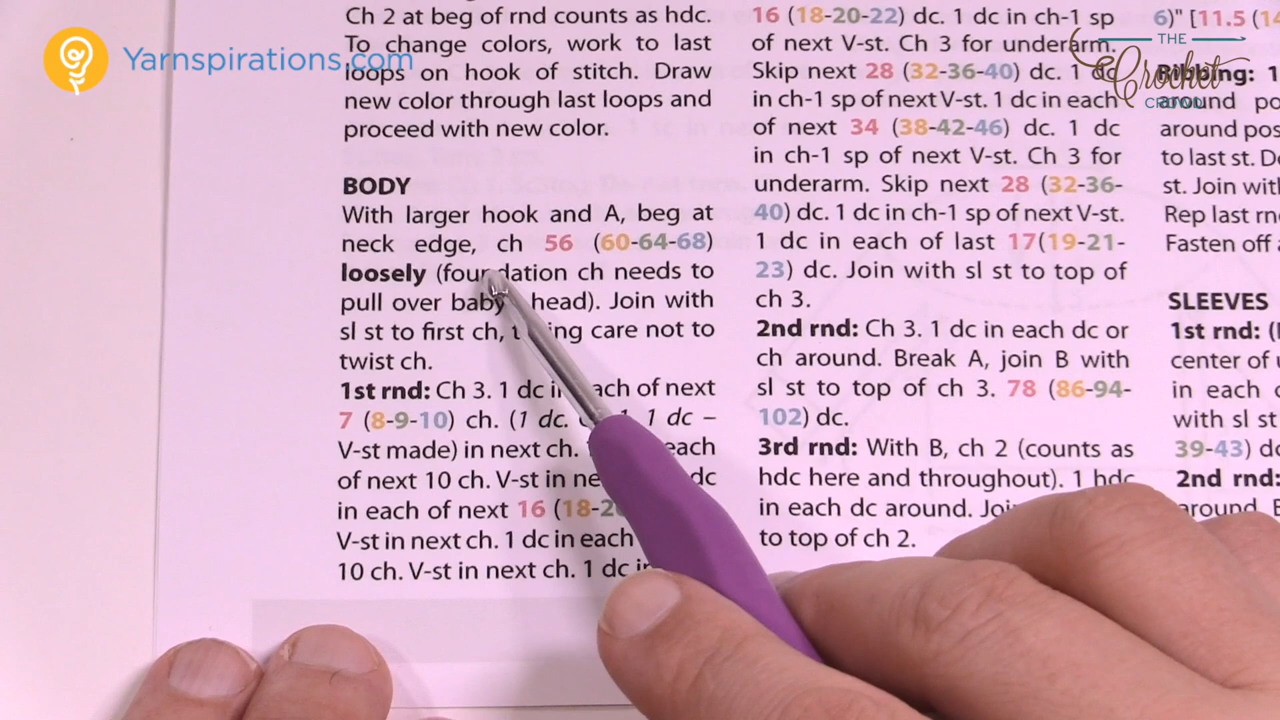 Yarnspirations.com
THE
Crochet
CROWD
Ch 2 at beg of rnd counts as hdc.
To change colors, work to last
loops on hook of stitch. Draw
new color through last loops and
proceed with new color.
BODY
With larger hook and A, beg at
neck edge, ch 56 (60-64-68)
loosely (foundation ch needs to
pull over baby head). Join with
sl st to first ch, taking care not to
twist ch.
1st rnd: Ch 3. 1 dc in each of next
7 (8-9-10) ch. (1 dc. 1 dc –
V-st made) in next ch. each
of next 10 ch. V-st in dc
in each of next 16 (18-
V-st in next ch. 1 dc in each
10 ch. V-st in next ch. 1 dc
16 (18-20-22) dc. 1 dc in ch-1 sp
of next V-st. Ch 3 for underarm.
Skip next 28 (32-36-40) dc. 1 dc
in ch-1 sp of next V-st. 1 dc in each
of next 34 (38-42-46) dc. 1 dc
in ch-1 sp of next V-st. Ch 3 for
underarm. Skip next 28 (32-36-
40) dc. 1 dc in ch-1 sp of next V-st.
1 dc in each of last 17(19-21-
23) dc. Join with sl st to top of
ch 3.
2nd rnd: Ch 3. 1 dc in each dc or
ch around. Break A, join B with
sl st to top of ch 3. 78 (86-94-
102) dc.
3rd rnd: With B, ch 2 (counts as
hdc here and throughout). 1 hdc
in each dc around. Join
to top of ch 2.
6)" [11.5
Ribbing: 1
around
around
to last st.
st. Join
Rep last
Fasten off
SLEEVES
1st rnd:
center of
in each
with sl st
39-43)
2nd rnd:
around.